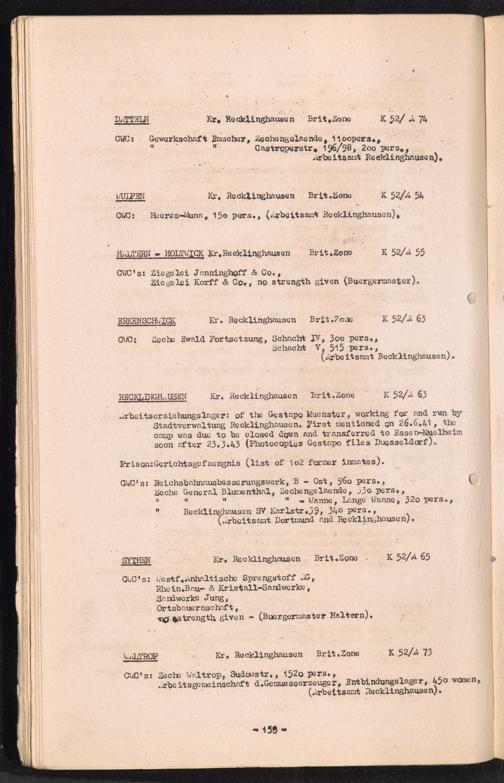 DATTELN Kr. Recklinghausen Brit.Zone K 52/ A 74
CWC: Gewerkschaft Emscher, Zechengelaende, 11oopers.,
" " Castroperstr. 196/98, 2oo pers.,
Arbeitsamt Recklinghausen).
WULFEN Kr. Recklinghausen Brit.Zone K 52/A 54
CWC's: Heeres-Muna, 15o pers., (Arbeitsamt Recklinghausen).
HALTERN - HOLTWICK Kr.Recklinghausen Brit.Zone K 52/A 55
CWC's: Ziegelei Janninghoff & Co.,
Ziegelei Korff & Co., no strength given (Buergermaster).
ERKENSCHWICK Kr. Recklinghausen Brit.Zone K 52/A 63
CWC: Zeche Ewald Fortsetzung, Schacht IV, 3oo pers.,
Schacht V, 515 pers.,
(Arbeitsamt Recklinghausen).
RECKLINGHAUSEN Kr. Recklinghausen Brit.Zone K 52/A 63
Arbeitserziehungslager: of the Gestapo Muenster, working for and run by
Stadtverwaltung Recklinghausen. First mentioned on 26.6.41, the
camp was due to be closed down and transferred to Essen-Muelheim
soon after 23.3.43 (Photocopies Gestapo files Duesseldorf).
Prison:Gerichtsgefaengnis (list of 1o2 former inmates).
CWC's: Reichsbahnausbesserungswerk, B - Ost, 96o pers.,
Zeche General Blumenthal, Zechengelaende, 33o pers.,
" " " " - Wanne, Lange Wanne, 32o pers.,
" Recklinghausen SV Karlstr.39, 34o pers.,
(Arbeitsamt Dortmund and Recklinghausen).
SYTHEN Kr. Recklinghausen Brit.Zone K 52/A 65
CWC's: Westf.Anhaltische Sprengstoff AG,
Rhein.Bau- & Kristall-Sandwerke,
Sandwerke Jung,
Ortsbauernschaft,
no strength given - (Buergermaster Haltern).
WALTROP Kr. Recklinghausen Brit.Zone K 52/A 73
CWC's: Zeche Waltrop, Sudowstr., 152o pers.,
Arbeitsgemeinschaft d.Gemueserzeuger, Entbindungslager, 45o women,
(Arbeitsamt Recklinghausen).
- 158 -